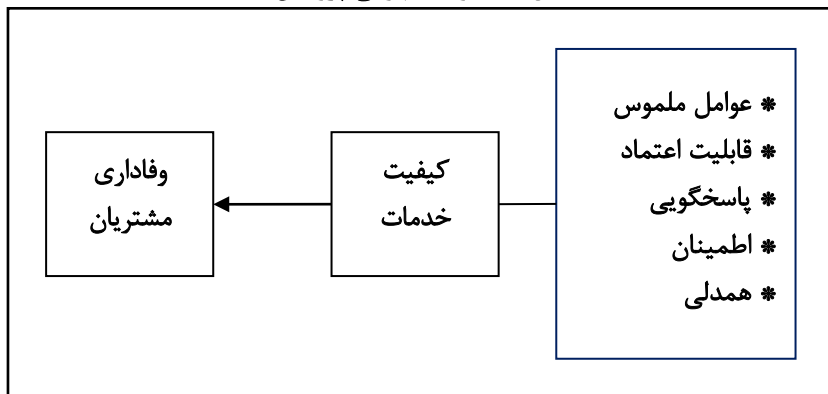 * عوامل ملموس
* قابلیت اعتماد
* پاسخگویی
* اطمینان
* همدلی
کیفیت
خدمات
وفاداری
مشتریان